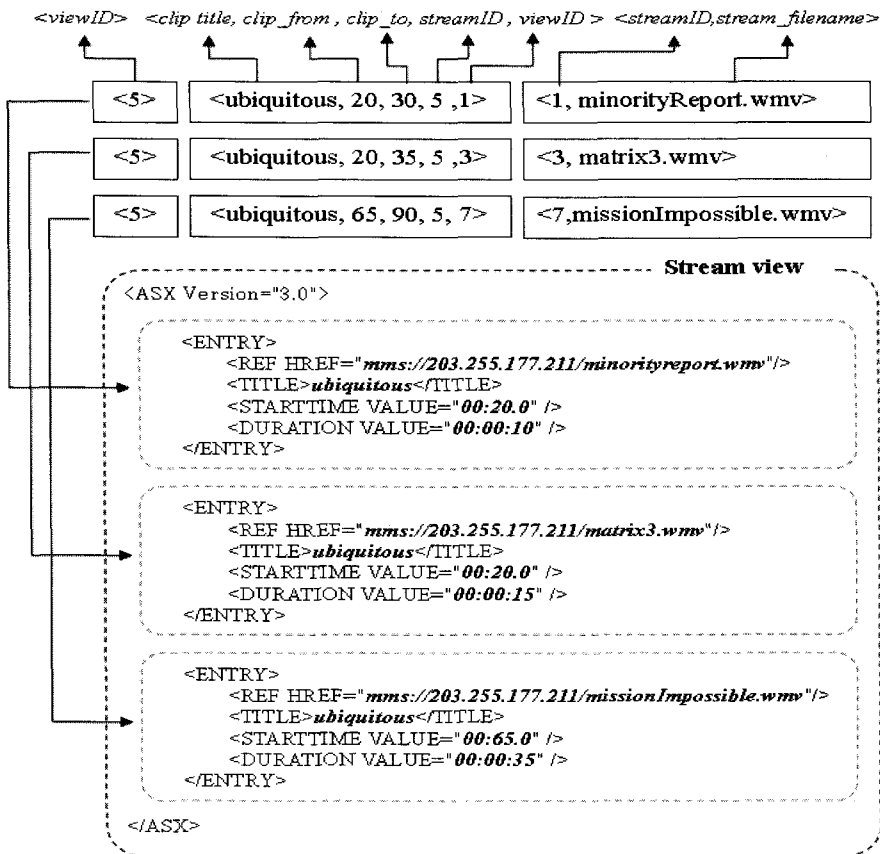 <viewID> <clip title, clip_from , clip_to, streamID , viewID > <streamID,stream_filename>
<5> <ubiquitous, 20, 30, 5 ,1> <1, minorityReport.wmv>
<5> <ubiquitous, 20, 35, 5 ,3> <3, matrix3.wmv>
<5> <ubiquitous, 65, 90, 5, 7> <7,missionImpossible.wmv>
Stream view
<ASX Version="3.0">
<ENTRY>
<REF HREF="mms://203.255.177.211/minorityreport.wmv"/>
<TITLE>ubiquitous</TITLE>
<STARTTIME VALUE="00:20.0" />
<DURATION VALUE="00:00:10" />
</ENTRY>
<ENTRY>
<REF HREF="mms://203.255.177.211/matrix3.wmv"/>
<TITLE>ubiquitous</TITLE>
<STARTTIME VALUE="00:20.0" />
<DURATION VALUE="00:00:15" />
</ENTRY>
<ENTRY>
<REF HREF="mms://203.255.177.211/missionImpossible.wmv"/>
<TITLE>ubiquitous</TITLE>
<STARTTIME VALUE="00:65.0" />
<DURATION VALUE="00:00:35" />
</ENTRY>
</ASX>